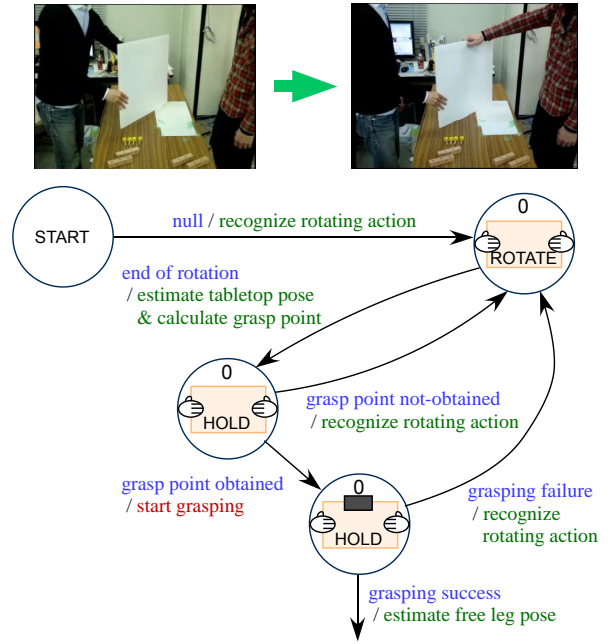 START
null / recognize rotating action
0
ROTATE
end of rotation
/ estimate tabletop pose
& calculate grasp point
0
HOLD
grasp point not-obtained
/ recognize rotating action
grasp point obtained
/ start grasping
0
HOLD
grasping failure
/ recognize
rotating action
grasping success
/ estimate free leg pose